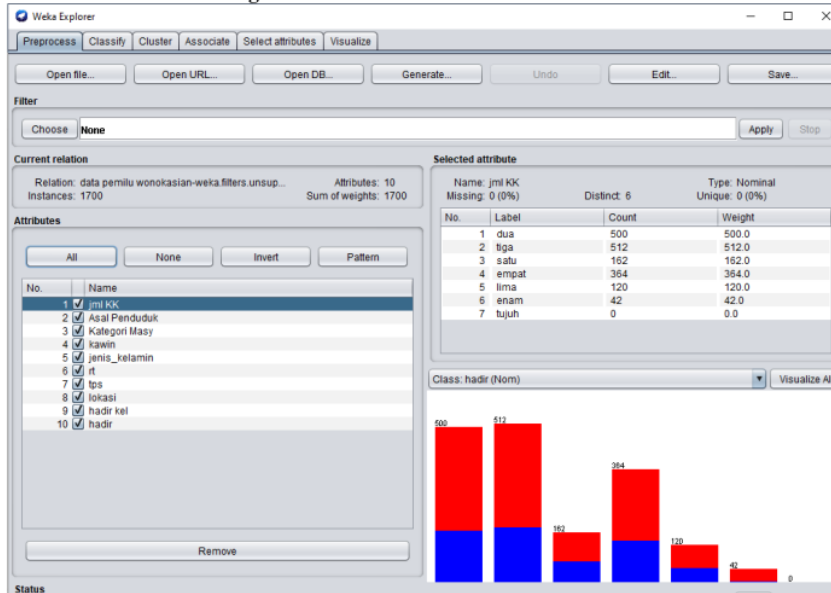 Weka Explorer
Preprocess Classify Cluster Associate Select attributes Visualize
Open file... Open URL... Open DB... Generate... Undo Edit... Save...
Filter
Choose None Apply Stop
Current relation
Relation: data pemilu wonokasian-weka.filters.unsup... Attributes: 10
Instances: 1700 Sum of weights: 1700
Attributes
All None Invert Pattern
No. Name
1 jml KK
2 Asal Penduduk
3 Kategori Masy
4 kawin
5 jenis_kelamin
6 rt
7 tps
8 lokasi
9 hadir kel
10 hadir
Remove
Status
Selected attribute
Name: jml KK Type: Nominal
Missing: 0 (0%) Distinct: 6 Unique: 0 (0%)
No. Label Count Weight
1 dua 500 500.0
2 tiga 512 512.0
3 satu 162 162.0
4 empat 364 364.0
5 lima 120 120.0
6 enam 42 42.0
7 tujuh 0 0.0
Class: hadir (Nom) Visualize Al
500 512 162 364 120 42 0